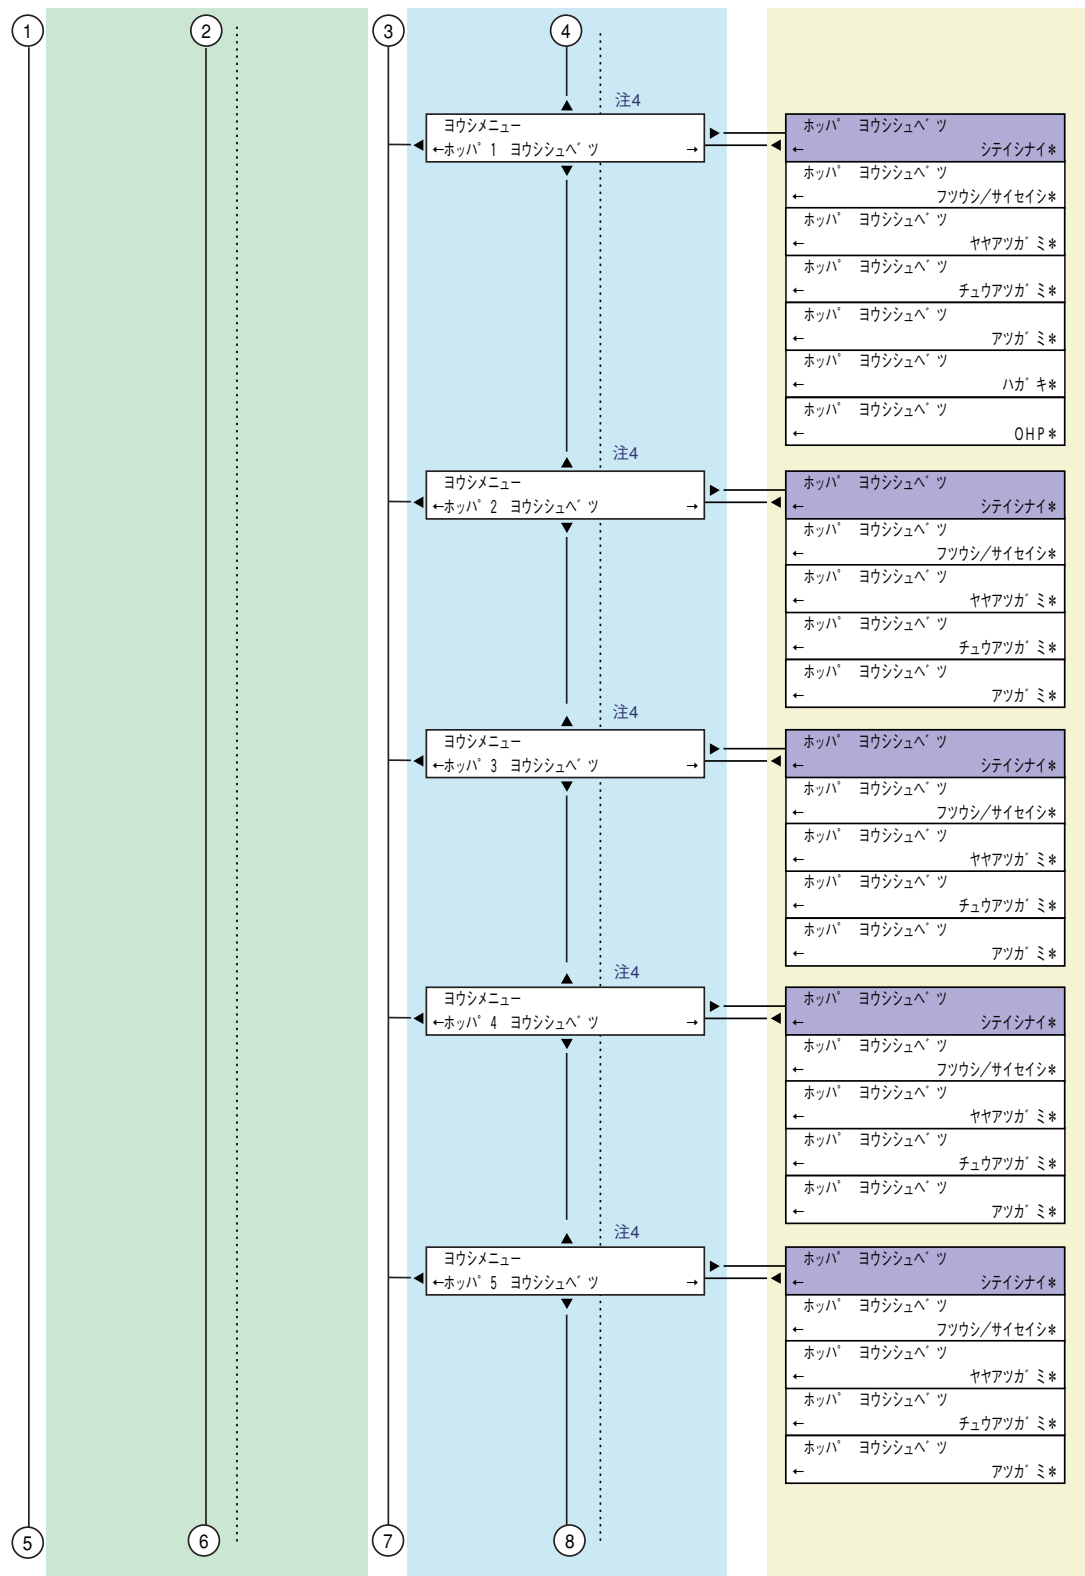 1 2 3 4
注4
ヨウシメニュー
←ホッパ゚1 ヨウシシュベツ →
ホッパ゚ ヨウシシュベツ
← シテイシナイ*
ホッパ゚ ヨウシシュベツ
← フツウシ/サイセイシ*
ホッパ゚ ヨウシシュベツ
← ヤヤアツガミ*
ホッパ゚ ヨウシシュベツ
← チュウアツガミ*
ホッパ゚ ヨウシシュベツ
← アツガミ*
ホッパ゚ ヨウシシュベツ
← ハガキ*
ホッパ゚ ヨウシシュベツ
← OHP*
注4
ヨウシメニュー
←ホッパ゚2 ヨウシシュベツ →
ホッパ゚ ヨウシシュベツ
← シテイシナイ*
ホッパ゚ ヨウシシュベツ
← フツウシ/サイセイシ*
ホッパ゚ ヨウシシュベツ
← ヤヤアツガミ*
ホッパ゚ ヨウシシュベツ
← チュウアツガミ*
ホッパ゚ ヨウシシュベツ
← アツガミ*
注4
ヨウシメニュー
←ホッパ゚3 ヨウシシュベツ →
ホッパ゚ ヨウシシュベツ
← シテイシナイ*
ホッパ゚ ヨウシシュベツ
← フツウシ/サイセイシ*
ホッパ゚ ヨウシシュベツ
← ヤヤアツガミ*
ホッパ゚ ヨウシシュベツ
← チュウアツガミ*
ホッパ゚ ヨウシシュベツ
← アツガミ*
注4
ヨウシメニュー
←ホッパ゚4 ヨウシシュベツ →
ホッパ゚ ヨウシシュベツ
← シテイシナイ*
ホッパ゚ ヨウシシュベツ
← フツウシ/サイセイシ*
ホッパ゚ ヨウシシュベツ
← ヤヤアツガミ*
ホッパ゚ ヨウシシュベツ
← チュウアツガミ*
ホッパ゚ ヨウシシュベツ
← アツガミ*
注4
ヨウシメニュー
←ホッパ゚5 ヨウシシュベツ →
ホッパ゚ ヨウシシュベツ
← シテイシナイ*
ホッパ゚ ヨウシシュベツ
← フツウシ/サイセイシ*
ホッパ゚ ヨウシシュベツ
← ヤヤアツガミ*
ホッパ゚ ヨウシシュベツ
← チュウアツガミ*
ホッパ゚ ヨウシシュベツ
← アツガミ*
5 6 7 8